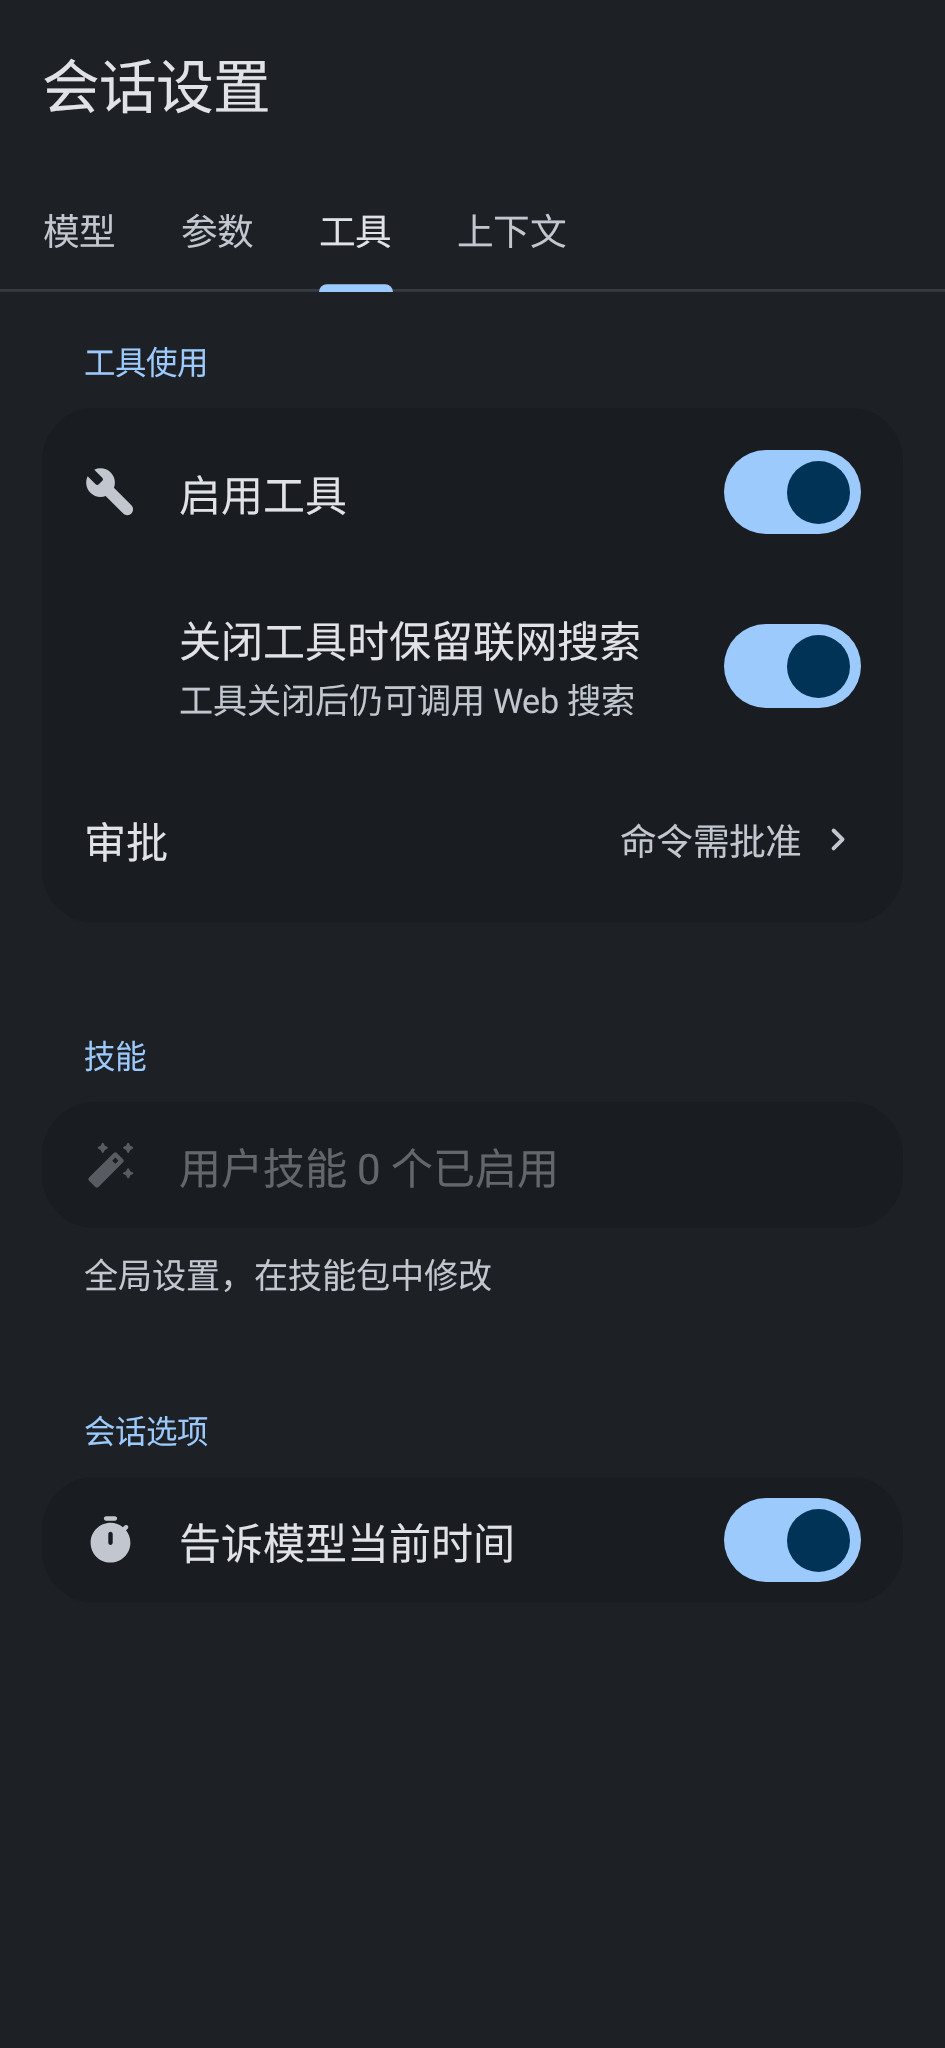 会话设置
模型 参数 工具 上下文
工具使用
启用工具
关闭工具时保留联网搜索
工具关闭后仍可调用 Web 搜索
审批 命令需批准
技能
用户技能 0 个已启用
全局设置，在技能包中修改
会话选项
告诉模型当前时间